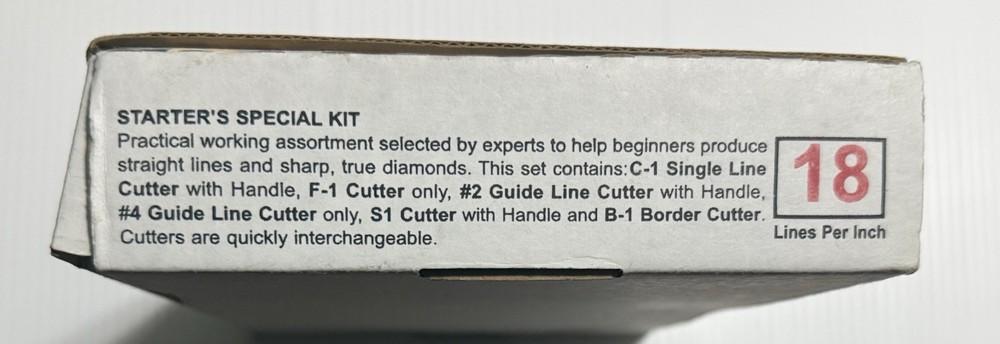 STARTER'S SPECIAL KIT
Practical working assortment selected by experts to help beginners produce
straight lines and sharp, true diamonds. This set contains:C-1 Single Line
Cutter with Handle, F-1 Cutter only, #2 Guide Line Cutter with Handle,
#4 Guide Line Cutter only, S1 Cutter with Handle and B-1 Border Cutter.
Cutters are quickly interchangeable.
18
Lines Per Inch